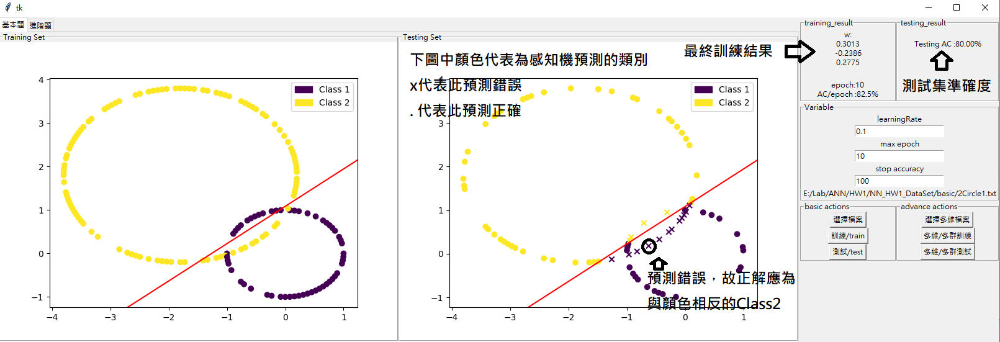 tk
基本題 進階題
Training Set
4
3
2
1
0
−1
−4 −3 −2 −1 0 1
Class 1
Class 2
Testing Set
下圖中顏色代表為感知機預測的類別
x代表此預測錯誤
. 代表此預測正確
最終訓練結果
4
3
2
1
0
−1
−4 −3 −2 −1 0 1
Class 1
Class 2
預測錯誤，故正解應為
與顏色相反的Class2
training_result
w:
0.3013
-0.2386
0.2775
epoch:10
AC/epoch :82.5%
testing_result
Testing AC :80.00%
測試集準確度
Variable
learningRate
0.1
max epoch
10
stop accuracy
100
E:/Lab/ANN/HW1/NN_HW1_DataSet/basic/2Circle1.txt
basic actions
選擇檔案
訓練/train
測試/test
advance actions
選擇多維檔案
多維/多群訓練
多維/多群測試